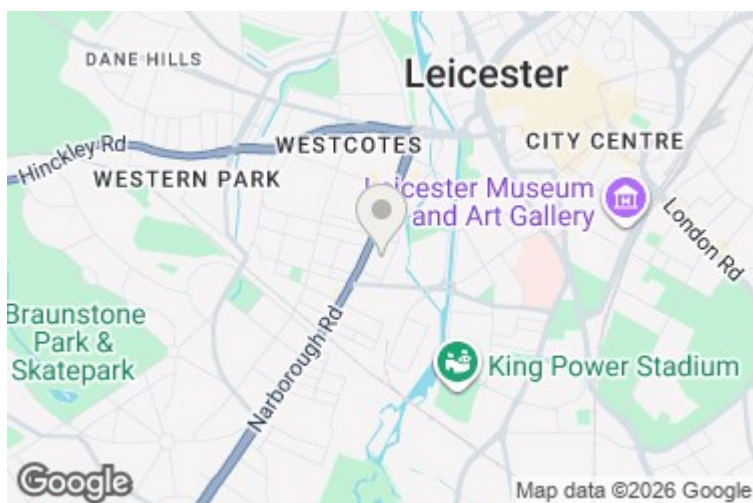 DANE HILLS
Leicester
Hinckley Rd
WESTCOTES
CITY CENTRE
WESTERN PARK
Leicester Museum
and Art Gallery
London Rd
Braunstone
Park &
Skatepark
Narborough Rd
King Power Stadium
Google
Map data ©2026 Google